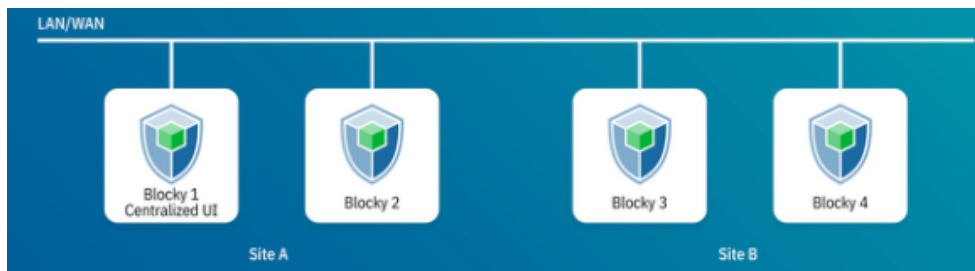 LAN/WAN
Blocky 1
Centralized UI
Blocky 2
Blocky 3
Blocky 4
Site A
Site B